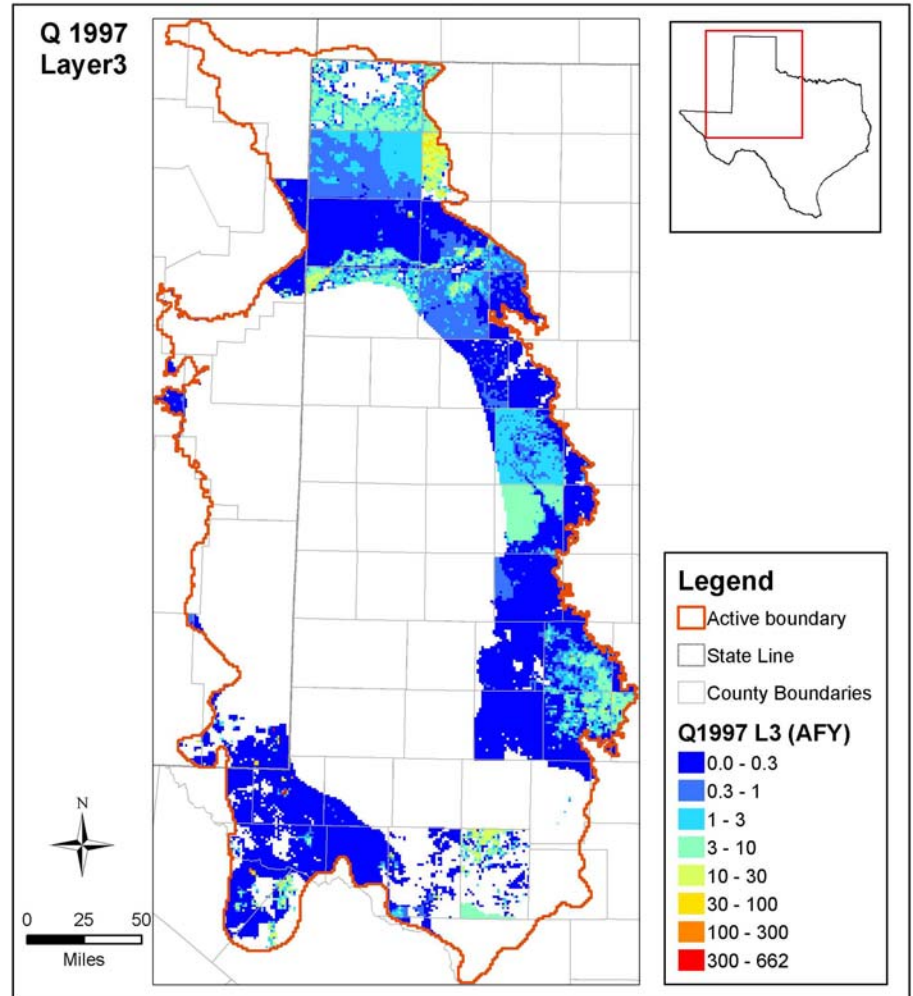 Q 1997
Layer3
Legend
Active boundary
State Line
County Boundaries
Q1997 L3 (AFY)
0.0 - 0.3
0.3 - 1
1 - 3
3 - 10
10 - 30
30 - 100
100 - 300
300 - 662
N
0 25 50
Miles